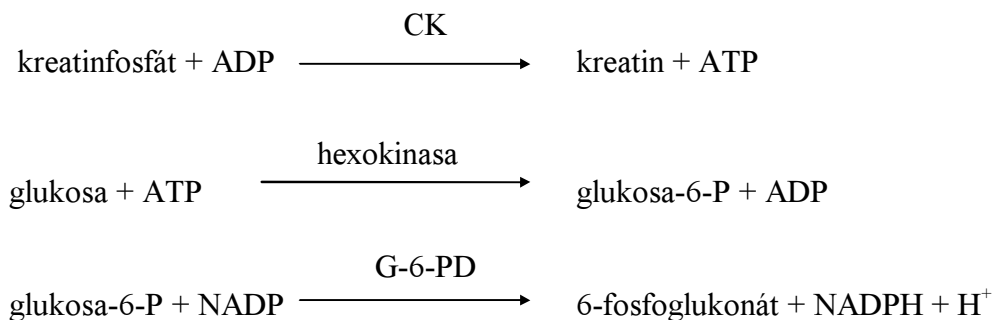 CK
kreatinfosfát + ADP kreatin + ATP
hexokinasa
glukosa + ATP glukosa-6-P + ADP
G-6-PD
glukosa-6-P + NADP 6-fosfoglukonát + NADPH + H⁺